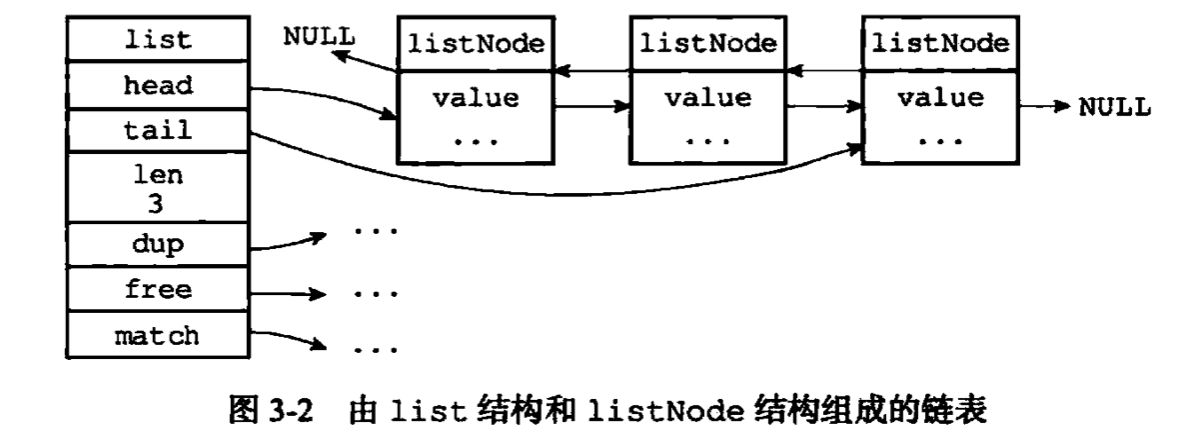 list
head
tail
len
3
dup
free
match
NULL
listNode
value
...
listNode
value
...
listNode
value
...
NULL
...
...
...
图 3-2 由 list 结构和 listNode 结构组成的链表